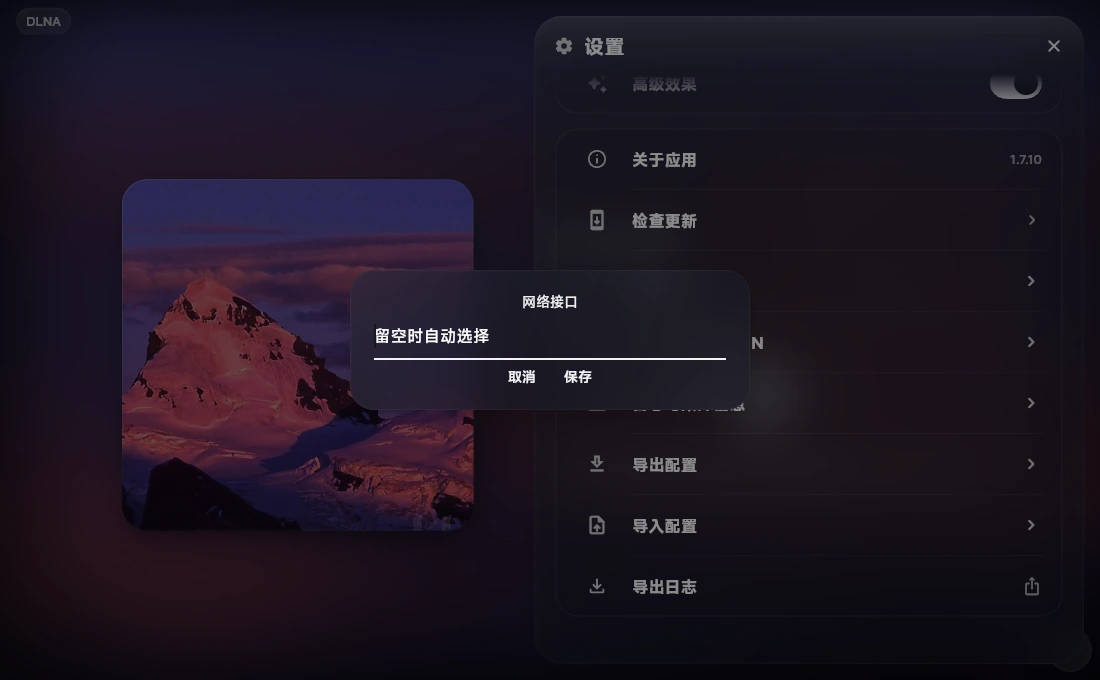 DLNA
设置
高级效果
关于应用
1.7.10
检查更新
网络接口
留空时自动选择
N
取消
保存
导出配置
导入配置
导出日志